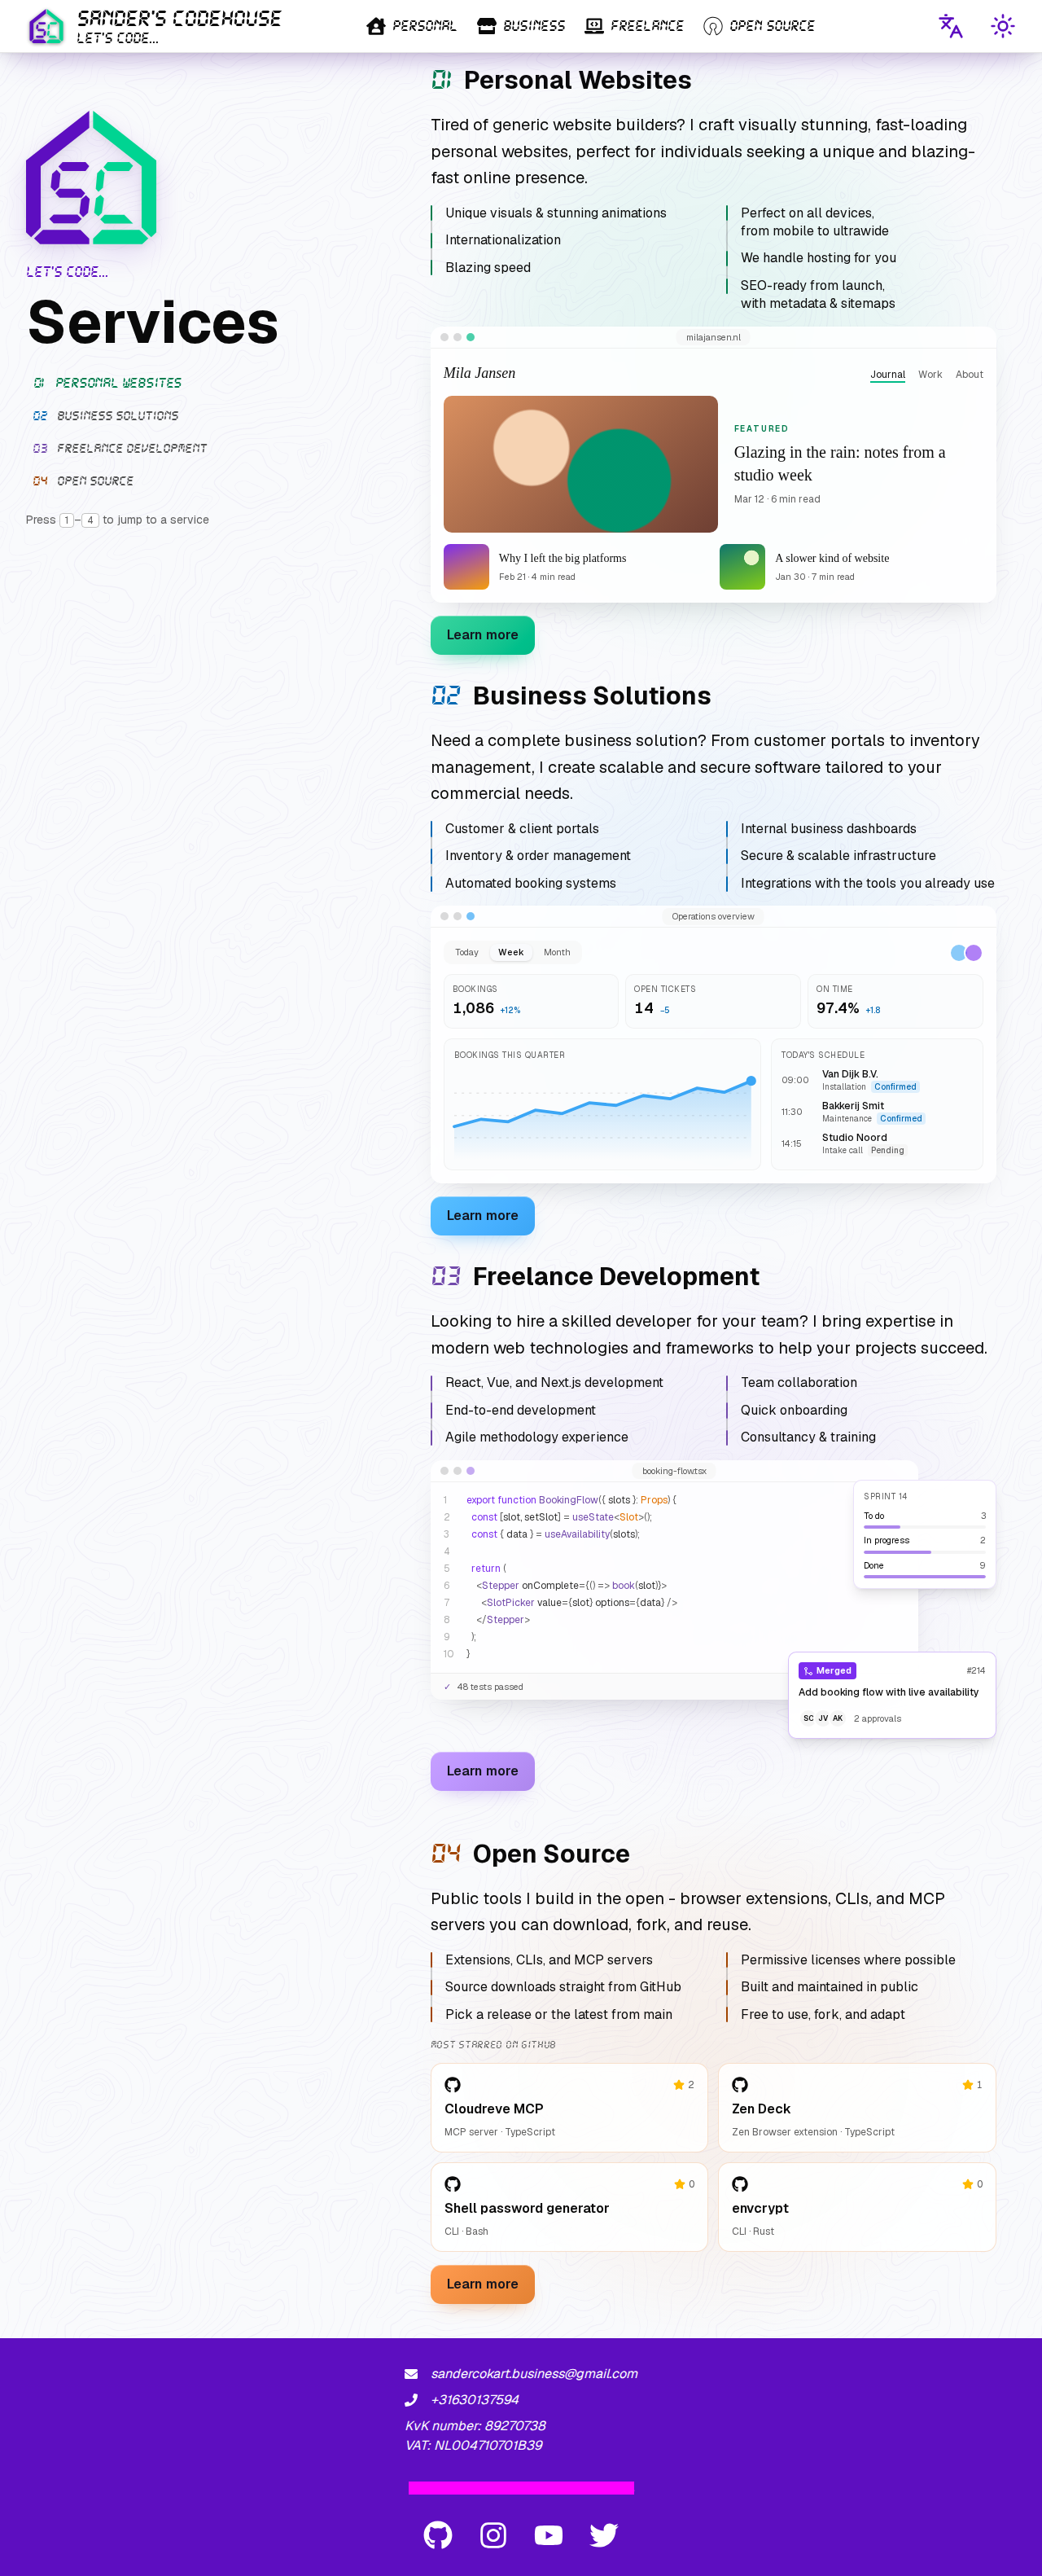 SANDER'S CODEHOUSE
LET'S CODE...
PERSONAL
BUSINESS
FREELANCE
OPEN SOURCE
SC
LET'S CODE...
Services
01 PERSONAL WEBSITES
02 BUSINESS SOLUTIONS
03 FREELANCE DEVELOPMENT
04 OPEN SOURCE
Press 1–4 to jump to a service
01 Personal Websites
Tired of generic website builders? I craft visually stunning, fast-loading
personal websites, perfect for individuals seeking a unique and blazing-
fast online presence.
Unique visuals & stunning animations
Internationalization
Blazing speed
Perfect on all devices,
from mobile to ultrawide
We handle hosting for you
SEO-ready from launch,
with metadata & sitemaps
milajansen.nl
Mila Jansen
Journal Work About
FEATURED
Glazing in the rain: notes from a
studio week
Mar 12 · 6 min read
Why I left the big platforms
Feb 21 · 4 min read
A slower kind of website
Jan 30 · 7 min read
Learn more
02 Business Solutions
Need a complete business solution? From customer portals to inventory
management, I create scalable and secure software tailored to your
commercial needs.
Customer & client portals
Inventory & order management
Automated booking systems
Internal business dashboards
Secure & scalable infrastructure
Integrations with the tools you already use
Operations overview
Today Week Month
BOOKINGS
1,086 +12%
OPEN TICKETS
14 -5
ON TIME
97.4% +1.8
BOOKINGS THIS QUARTER
TODAY'S SCHEDULE
09:00 Van Dijk B.V.
Installation Confirmed
11:30 Bakkerij Smit
Maintenance Confirmed
14:15 Studio Noord
Intake call Pending
Learn more
03 Freelance Development
Looking to hire a skilled developer for your team? I bring expertise in
modern web technologies and frameworks to help your projects succeed.
React, Vue, and Next.js development
End-to-end development
Agile methodology experience
Team collaboration
Quick onboarding
Consultancy & training
booking-flow.tsx
1 export function BookingFlow({ slots }: Props) {
2 const [slot, setSlot] = useState<Slot>();
3 const { data } = useAvailability(slots);
4
5 return (
6 <Stepper onComplete={() => book(slot)}>
7 <SlotPicker value={slot} options={data} />
8 </Stepper>
9 );
10 }
✓ 48 tests passed
SPRINT 14
To do 3
In progress 2
Done 9
Merged #214
Add booking flow with live availability
SC JV AK 2 approvals
Learn more
04 Open Source
Public tools I build in the open - browser extensions, CLIs, and MCP
servers you can download, fork, and reuse.
Extensions, CLIs, and MCP servers
Source downloads straight from GitHub
Pick a release or the latest from main
Permissive licenses where possible
Built and maintained in public
Free to use, fork, and adapt
MOST STARRED ON GITHUB
2
Cloudreve MCP
MCP server · TypeScript
1
Zen Deck
Zen Browser extension · TypeScript
0
Shell password generator
CLI · Bash
0
envcrypt
CLI · Rust
Learn more
sandercokart.business@gmail.com
+31630137594
KvK number: 89270738
VAT: NL004710701B39